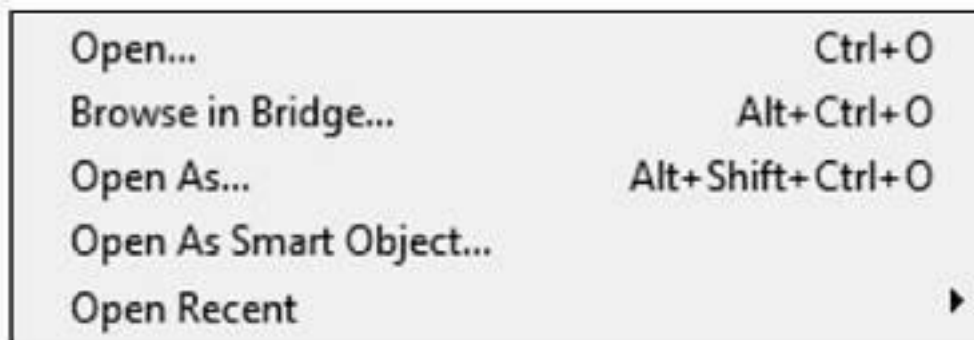 Open... Ctrl+O
Browse in Bridge... Alt+Ctrl+O
Open As... Alt+Shift+Ctrl+O
Open As Smart Object...
Open Recent